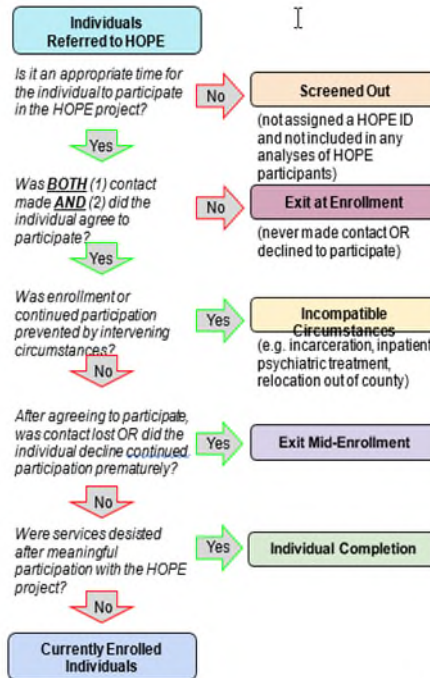 Individuals
Referred to HOPE
Is it an appropriate time for
the individual to participate
in the HOPE project?
No
Screened Out
(not assigned a HOPE ID
and not included in any
analyses of HOPE
participants)
Yes
Was BOTH (1) contact
made AND (2) did the
individual agree to
participate?
No
Exit at Enrollment
(never made contact OR
declined to participate)
Yes
Was enrollment or
continued participation
prevented by intervening
circumstances?
Yes
Incompatible
Circumstances
(e.g. incarceration, inpatient
psychiatric treatment,
relocation out of county)
No
After agreeing to participate,
was contact lost OR did the
individual decline continued
participation prematurely?
Yes
Exit Mid-Enrollment
No
Were services desisted
after meaningful
participation with the HOPE
project?
Yes
Individual Completion
No
Currently Enrolled
Individuals